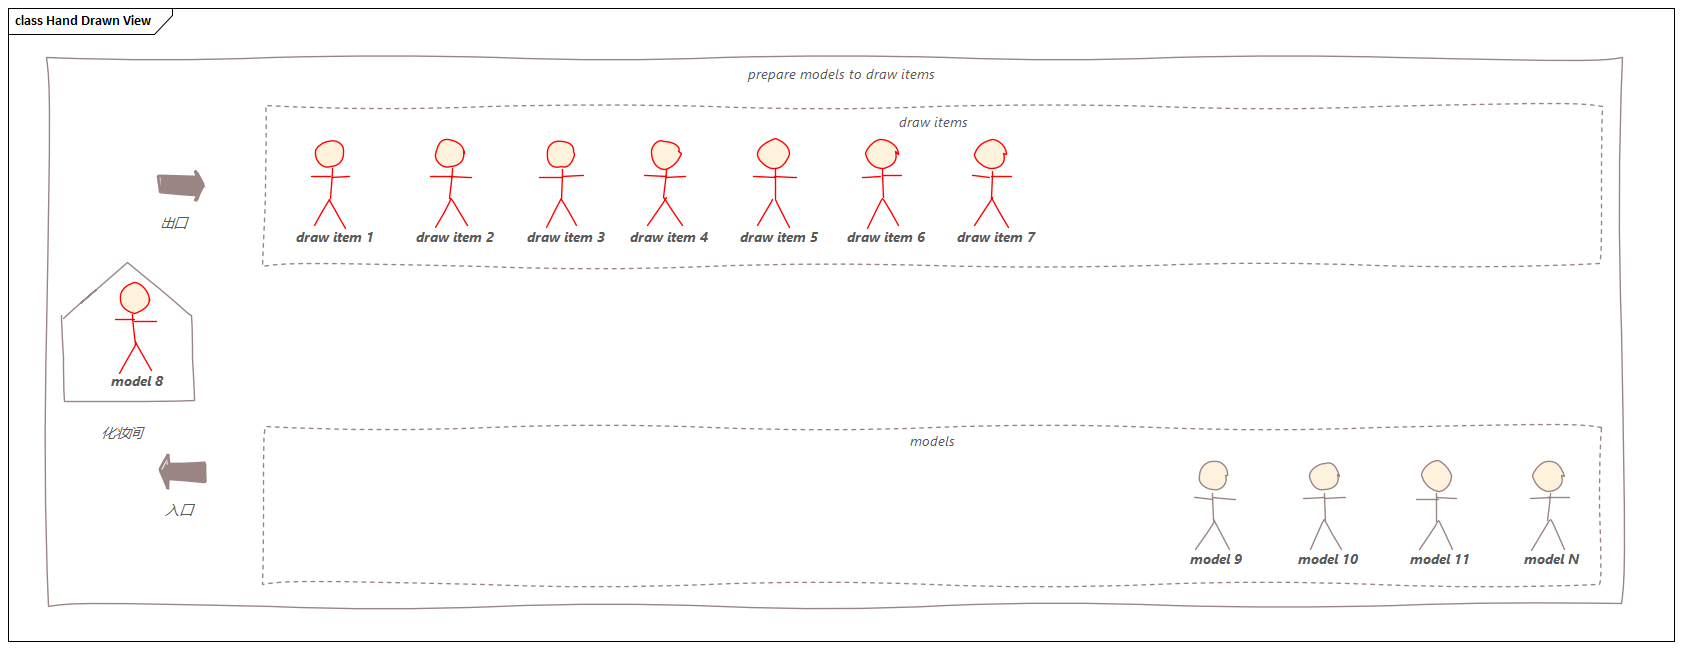 class Hand Drawn View
prepare models to draw items
draw items
draw item 1
draw item 2
draw item 3
draw item 4
draw item 5
draw item 6
draw item 7
出口
model 8
化妆间
models
入口
model 9
model 10
model 11
model N